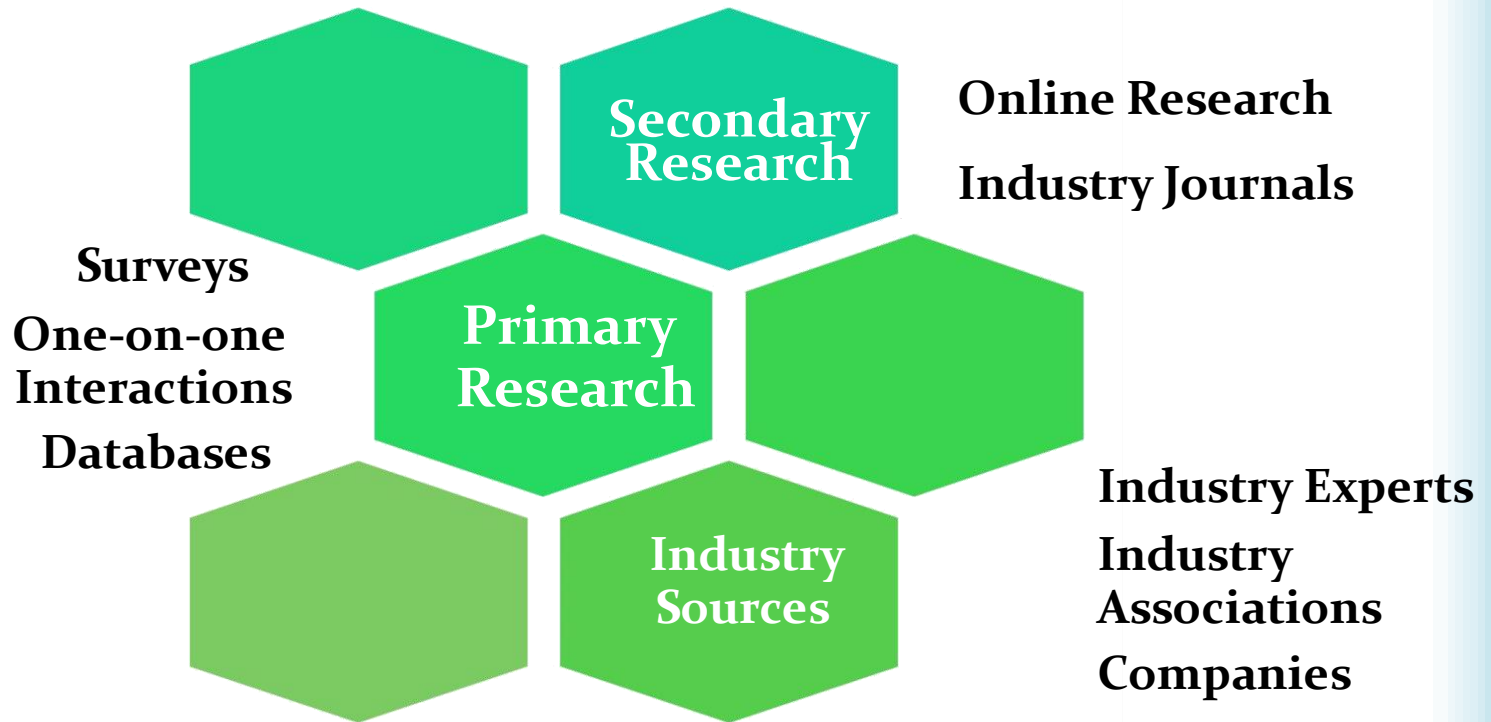 Secondary
Research
Online Research
Industry Journals
Surveys
One-on-one
Interactions
Databases
Primary
Research
Industry
Sources
Industry Experts
Industry
Associations
Companies